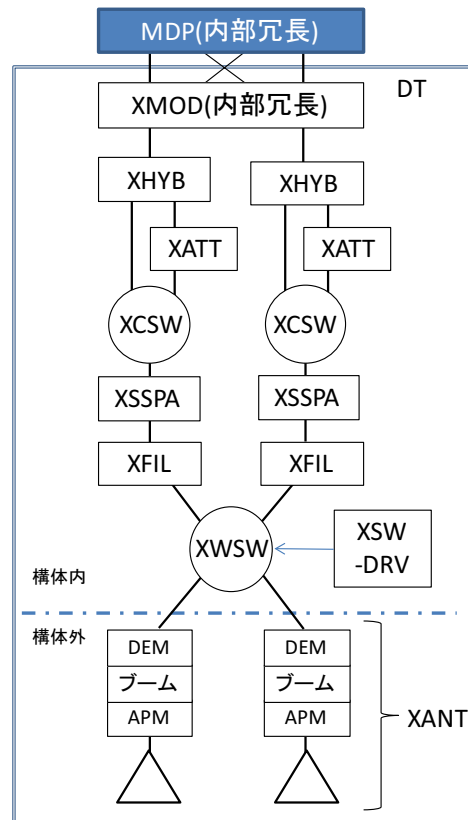 MDP(内部冗長)
DT
XMOD(内部冗長)
XHYB
XHYB
XATT
XATT
XCSW
XCSW
XSSPA
XSSPA
XFIL
XFIL
XWSW
XSW
-DRV
構体内
構体外
DEM
DEM
ブーム
ブーム
APM
APM
XANT